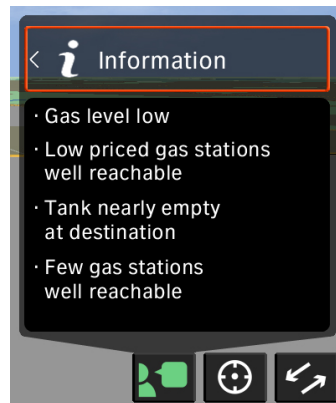 Information
· Gas level low
· Low priced gas stations
well reachable
· Tank nearly empty
at destination
· Few gas stations
well reachable